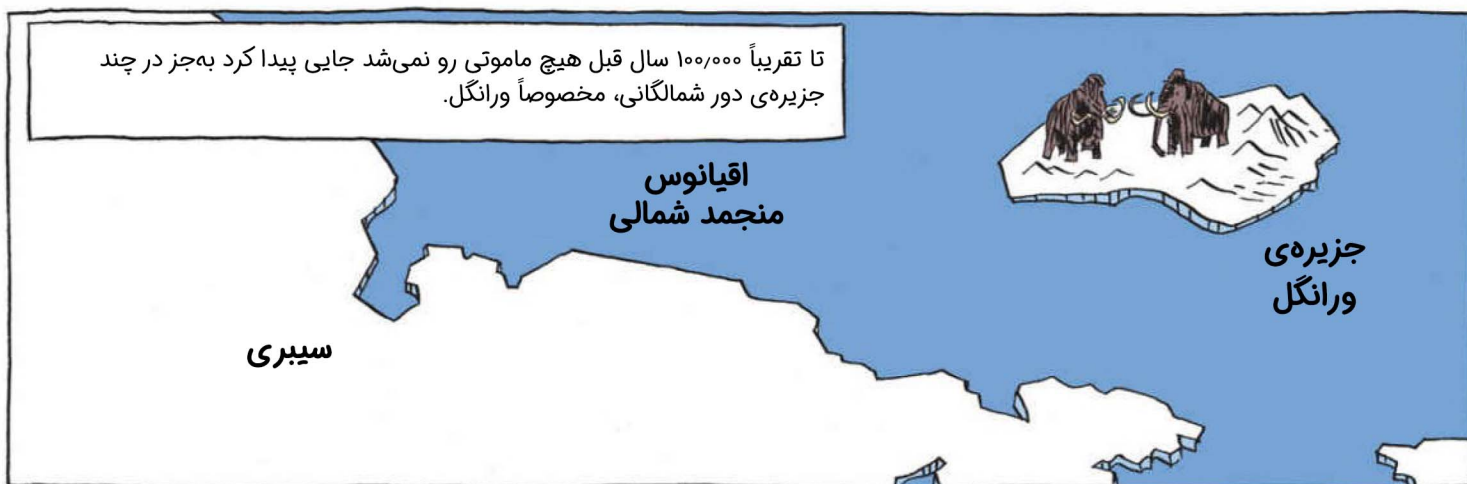 تا تقریباً ۱۰۰٫۰۰۰ سال قبل هیچ ماموتی رو نمی‌شد جایی پیدا کرد به‌جز در چند
جزیره‌ی دور شمالگانی، مخصوصاً ورانگل.
اقیانوس
منجمد شمالی
جزیره‌ی
ورانگل
سیبری